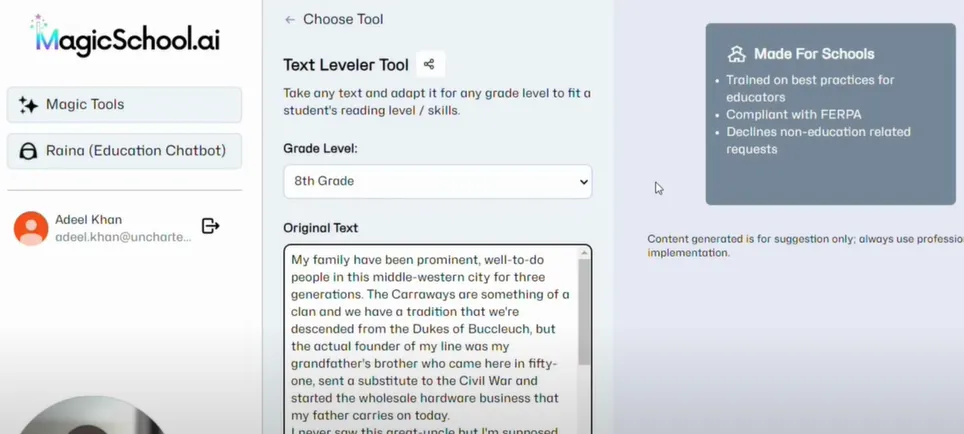 MagicSchool.ai
Magic Tools
Raina (Education Chatbot)
Adeel Khan
adeel.khan@uncharte...
← Choose Tool
Text Leveler Tool
Take any text and adapt it for any grade level to fit a
student's reading level / skills.
Grade Level:
8th Grade
Original Text
My family have been prominent, well-to-do
people in this middle-western city for three
generations. The Carraways are something of a
clan and we have a tradition that we're
descended from the Dukes of Buccleuch, but
the actual founder of my line was my
grandfather's brother who came here in fifty-
one, sent a substitute to the Civil War and
started the wholesale hardware business that
my father carries on today.
I never saw this great-uncle but I'm supposed
Made For Schools
• Trained on best practices for
educators
• Compliant with FERPA
• Declines non-education related
requests
Content generated is for suggestion only; always use professio
implementation.